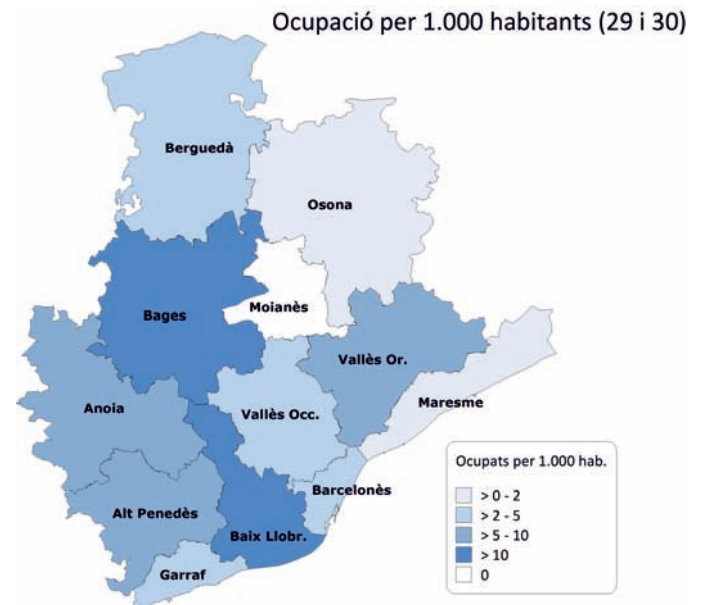 Ocupació per 1.000 habitants (29 i 30)
Berguedà
Osona
Bages
Moianès
Vallès Or.
Anoia
Vallès Occ.
Maresme
Barcelonès
Alt Penedès
Baix Llobr.
Garraf
Ocupats per 1.000 hab.
> 0 - 2
> 2 - 5
> 5 - 10
> 10
0